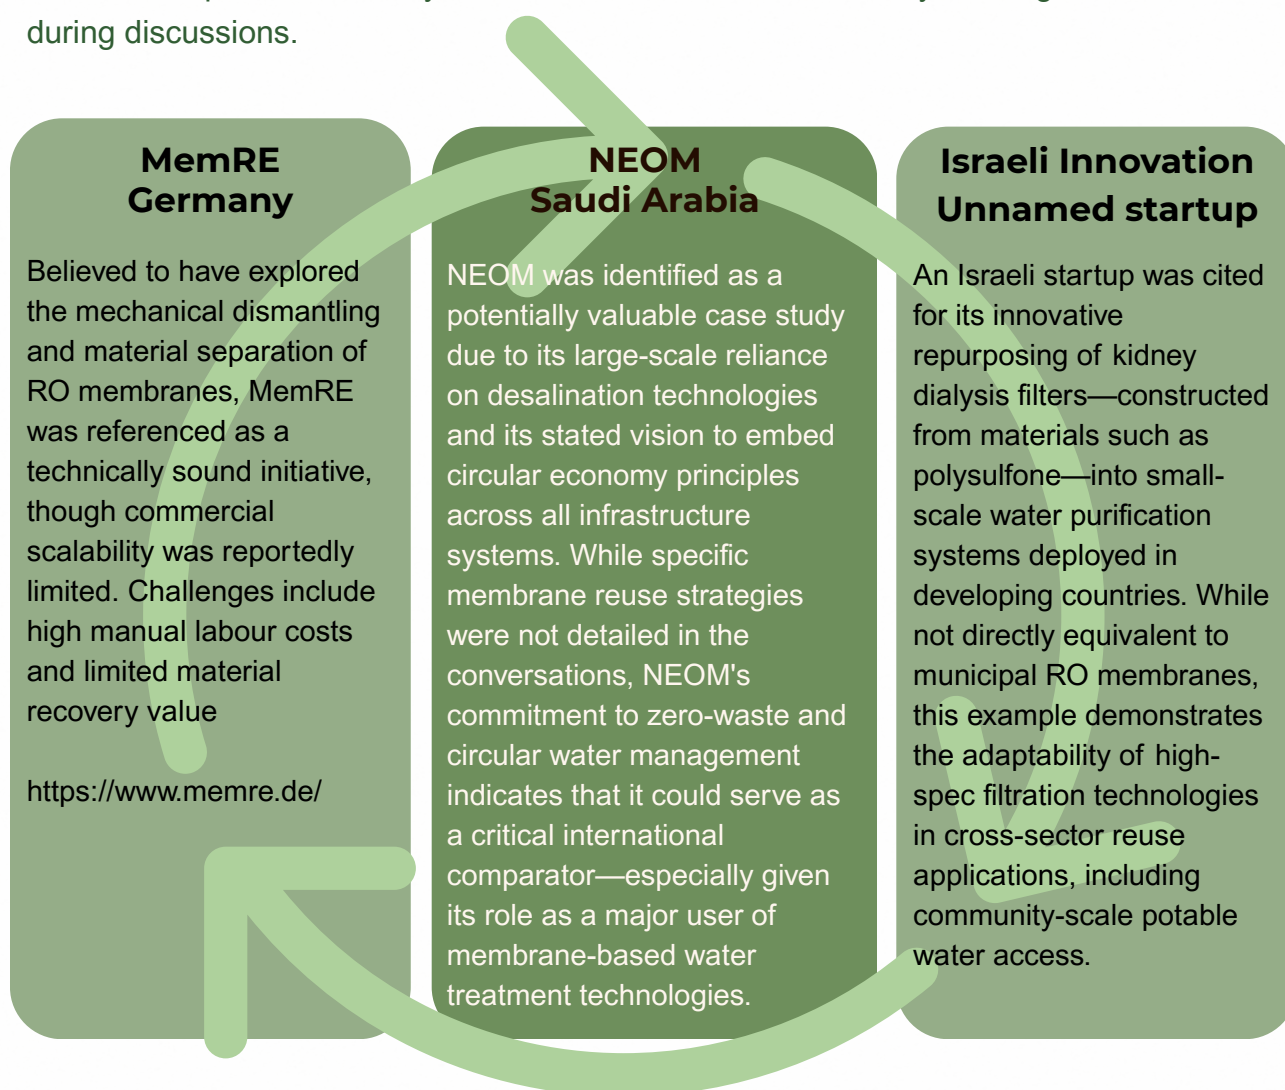 during discussions.
MemRE
Germany
Believed to have explored
the mechanical dismantling
and material separation of
RO membranes, MemRE
was referenced as a
technically sound initiative,
though commercial
scalability was reportedly
limited. Challenges include
high manual labour costs
and limited material
recovery value
https://www.memre.de/
NEOM
Saudi Arabia
NEOM was identified as a
potentially valuable case study
due to its large-scale reliance
on desalination technologies
and its stated vision to embed
circular economy principles
across all infrastructure
systems. While specific
membrane reuse strategies
were not detailed in the
conversations, NEOM's
commitment to zero-waste and
circular water management
indicates that it could serve as
a critical international
comparator—especially given
its role as a major user of
membrane-based water
treatment technologies.
Israeli Innovation
Unnamed startup
An Israeli startup was cited
for its innovative
repurposing of kidney
dialysis filters—constructed
from materials such as
polysulfone—into small-
scale water purification
systems deployed in
developing countries. While
not directly equivalent to
municipal RO membranes,
this example demonstrates
the adaptability of high-
spec filtration technologies
in cross-sector reuse
applications, including
community-scale potable
water access.